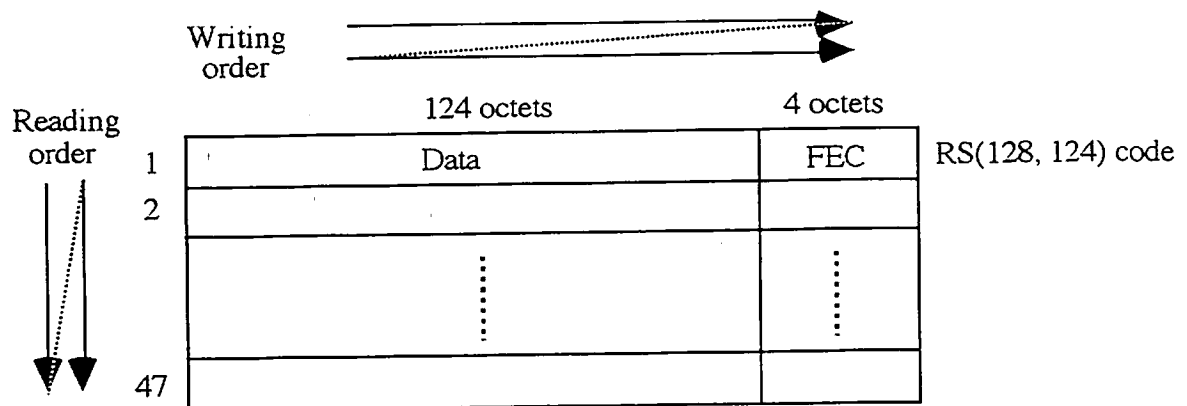 Writing
order
124 octets 4 octets
Reading
order
1 Data FEC RS(128, 124) code
2
47